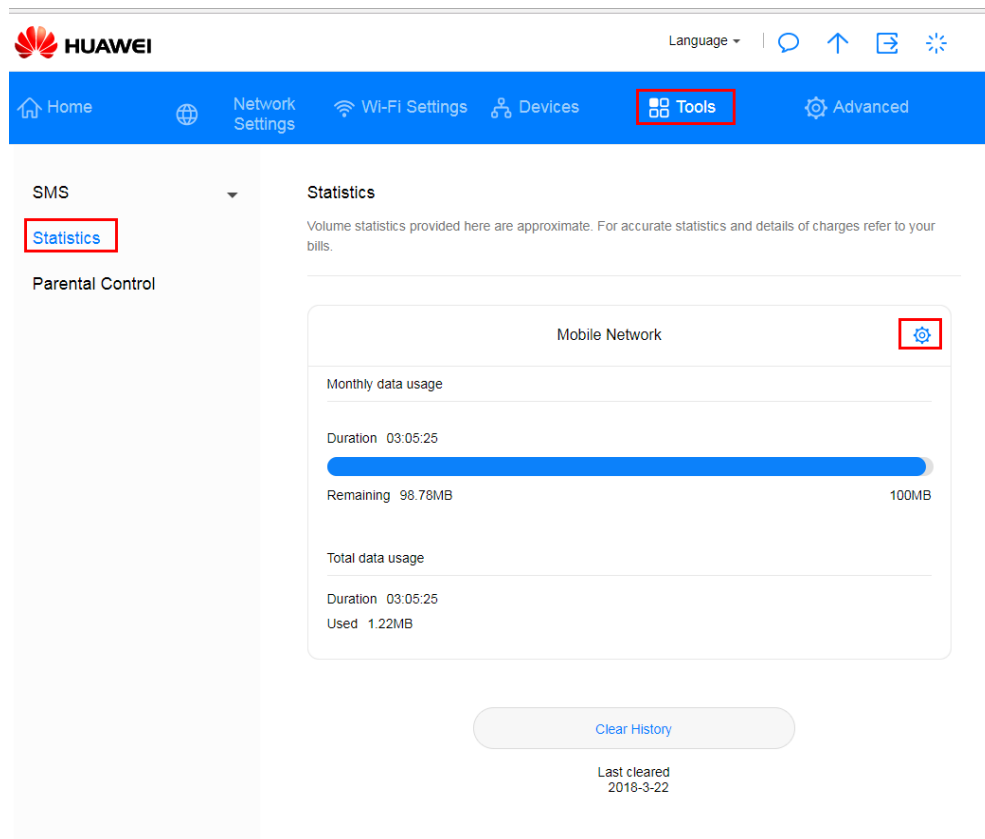 HUAWEI
Language
Home
Network
Settings
Wi-Fi Settings
Devices
Tools
Advanced
SMS
Statistics
Parental Control
Statistics
Volume statistics provided here are approximate. For accurate statistics and details of charges refer to your
bills.
Mobile Network
Monthly data usage
Duration 03:05:25
Remaining 98.78MB 100MB
Total data usage
Duration 03:05:25
Used 1.22MB
Clear History
Last cleared
2018-3-22